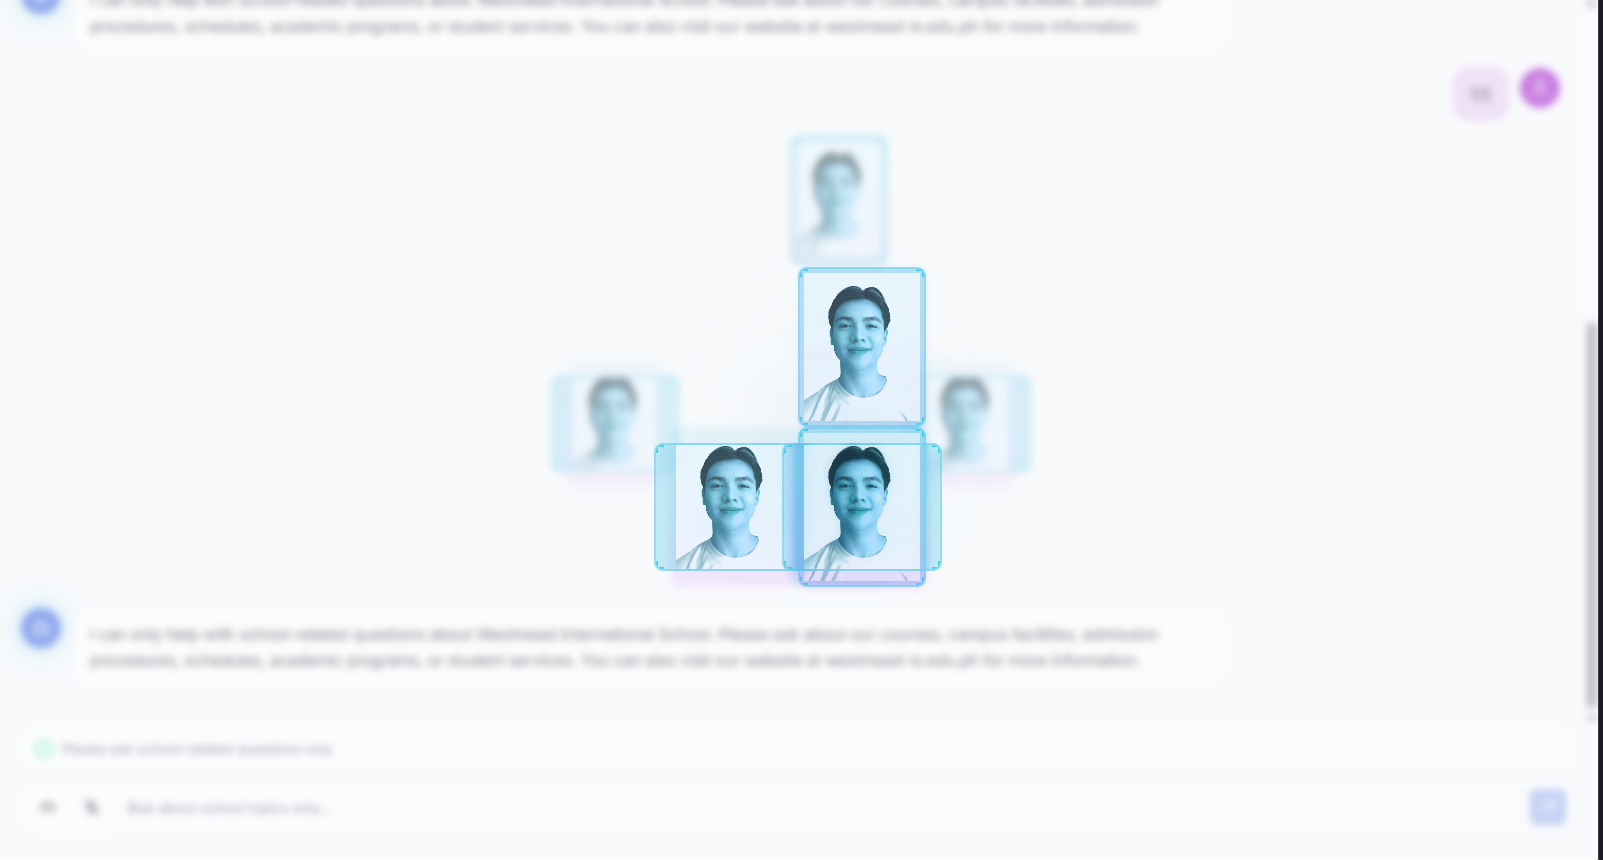 I can only help with school-related questions about Westmead International School. Please ask about our courses, campus facilities, admission
procedures, schedules, academic programs, or student services. You can also visit our website at westmead-is.edu.ph for more information.
I can only help with school-related questions about Westmead International School. Please ask about our courses, campus facilities, admission
procedures, schedules, academic programs, or student services. You can also visit our website at westmead-is.edu.ph for more information.
Please ask school-related questions only
Ask about school topics only...